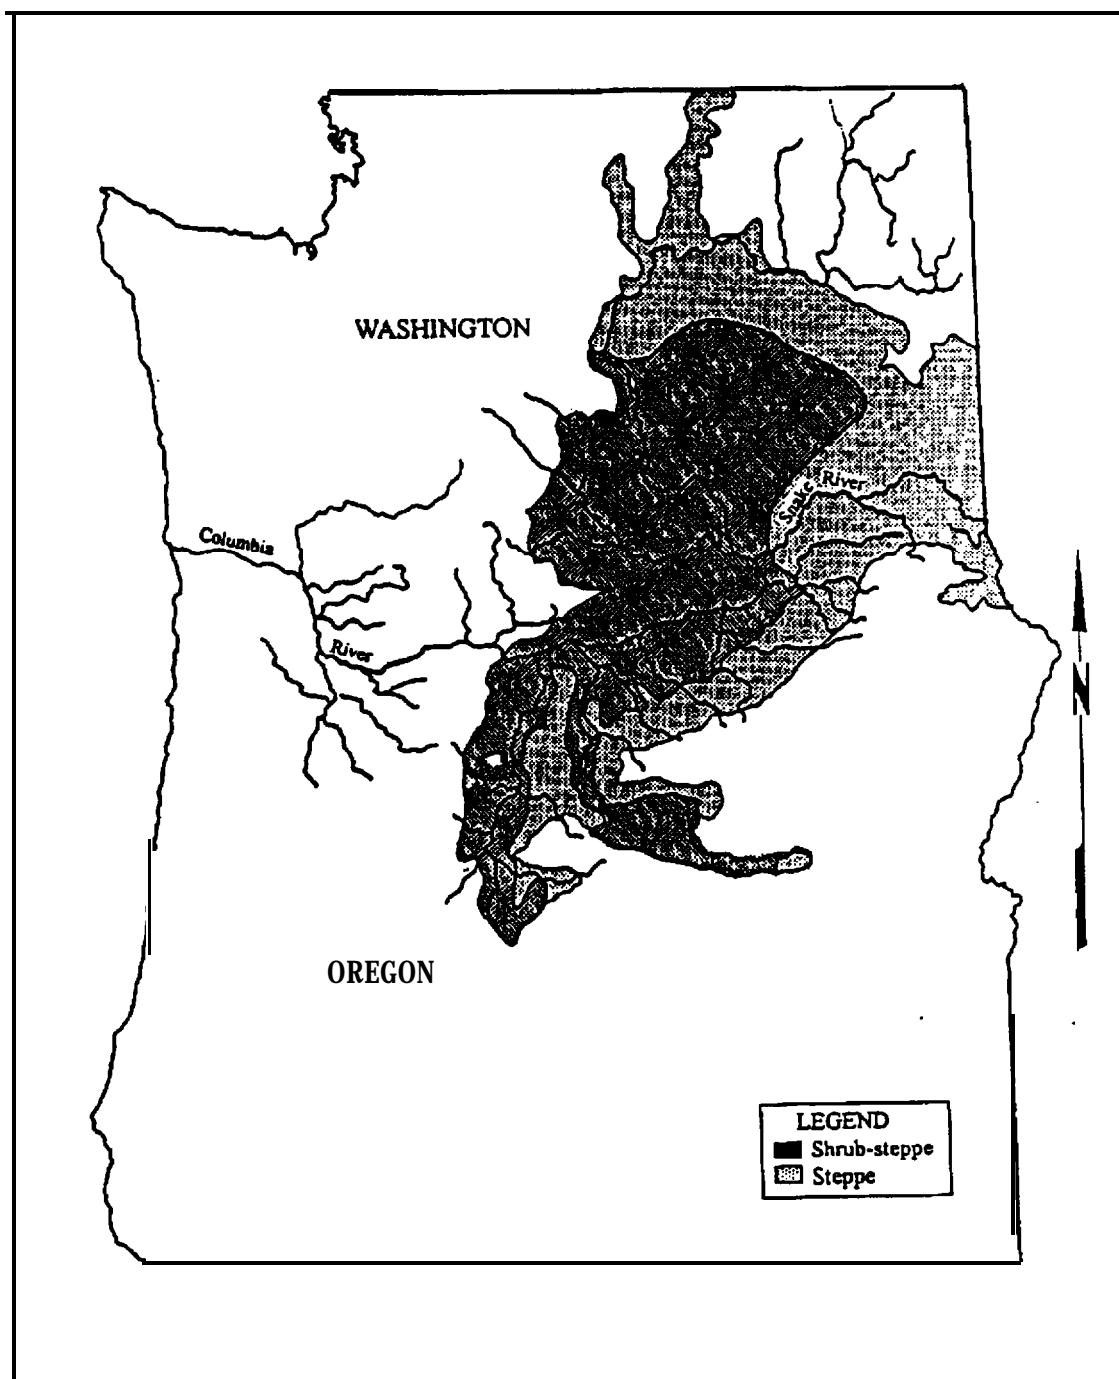 WASHINGTON
Snake River
Columbia
River
N
OREGON
LEGEND
Shrub-steppe
Steppe